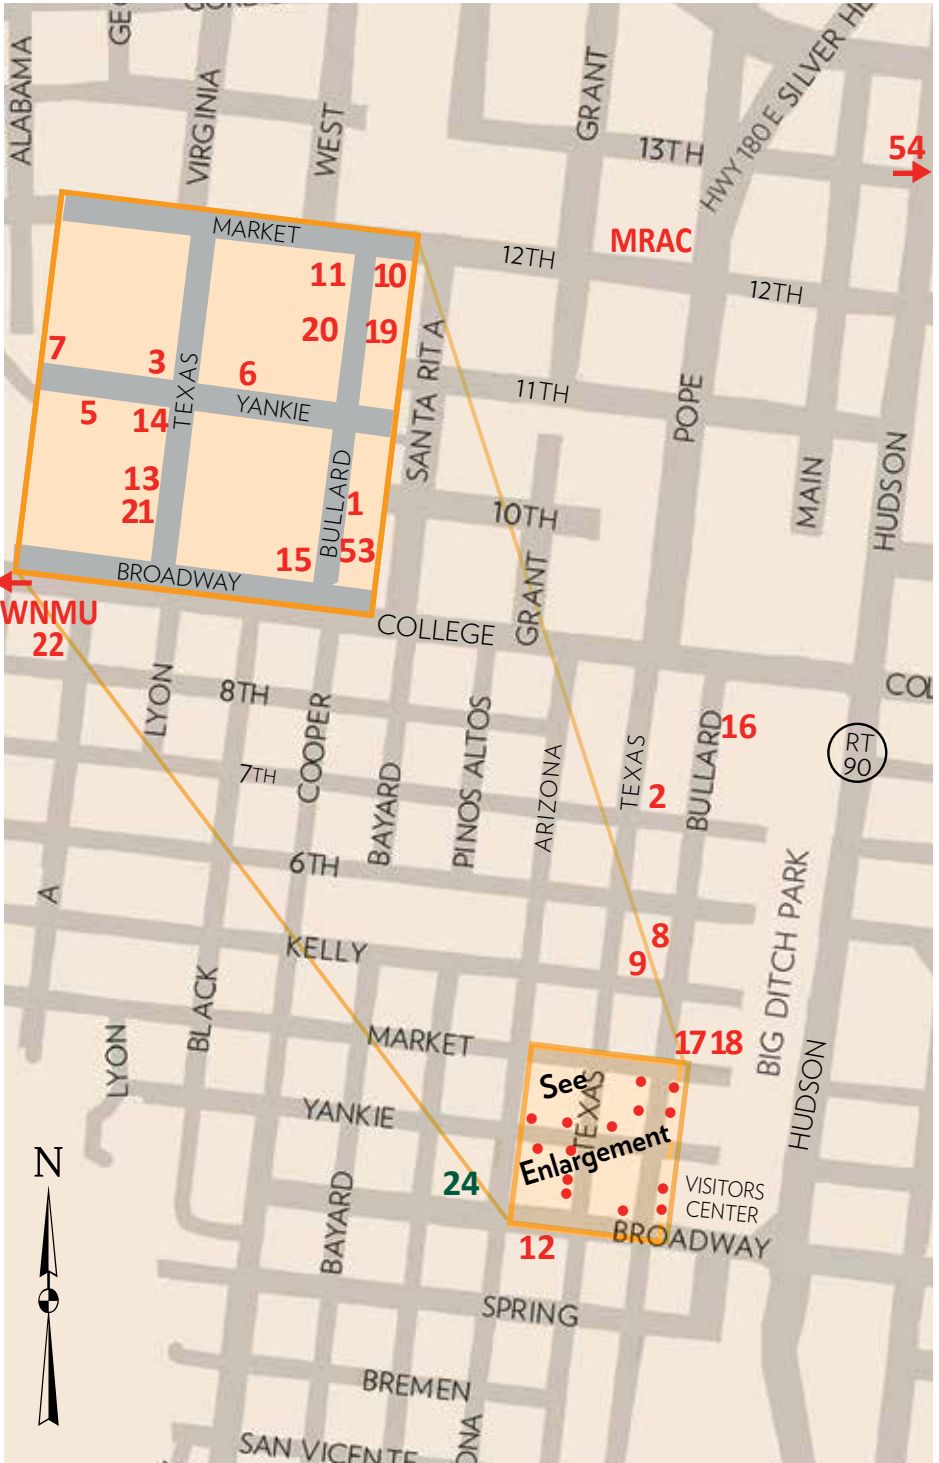 ALABAMA
VIRGINIA
WEST
GRANT
13TH
HWY 180 E SILVER
54
MRAC
MARKET
12TH
12TH
11
10
20
19
7
3
6
TEXAS
YANKIE
5
14
SANTA RITA
11TH
POPE
MAIN
HUDSON
13
21
BULLARD
1
10TH
15
53
BROADWAY
GRANT
WNMU
22
COLLEGE
8TH
LYON
COOPER
7TH
BAYARD
PINOS ALTOS
ARIZONA
TEXAS
2
BULLARD
16
RT
90
6TH
A
KELLY
8
9
BIG DITCH PARK
BLACK
LYON
MARKET
17 18
HUDSON
See
TEXAS
Enlargement
YANKIE
N
24
BAYARD
VISITORS
CENTER
12
BROADWAY
SPRING
BREMEN
SAN VICENTE